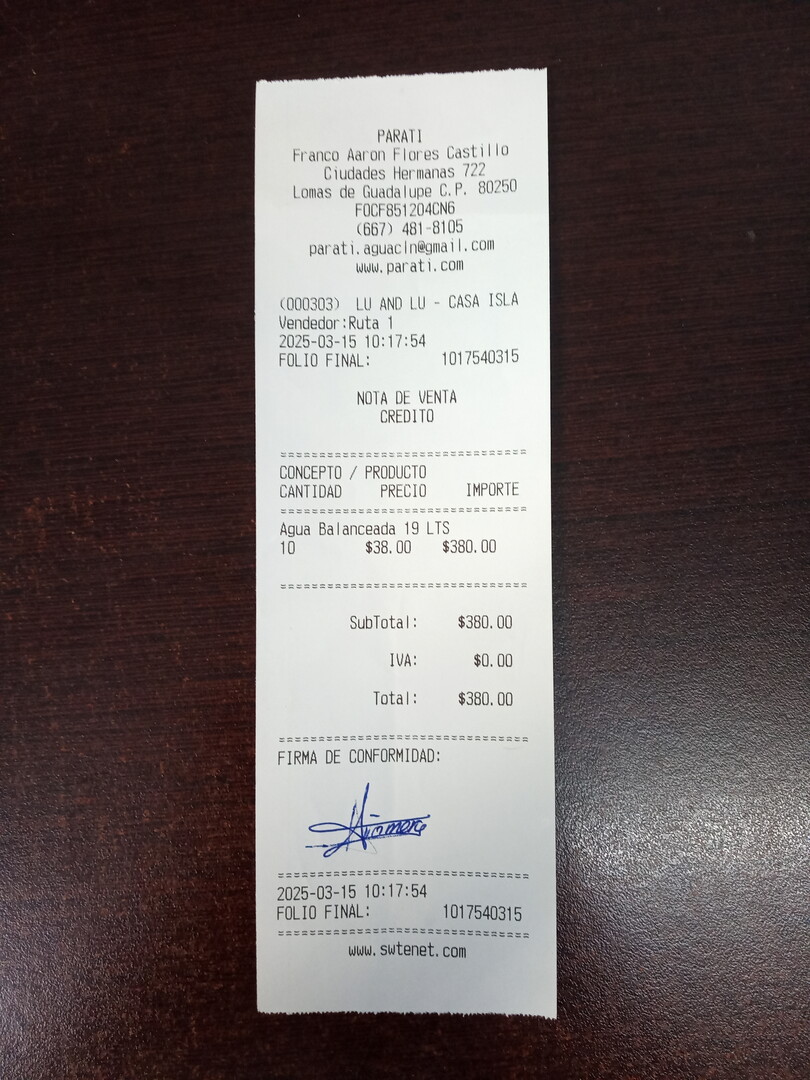 PARATI
Franco Aaron Flores Castillo
Ciudades Hermanas 722
Lomas de Guadalupe C.P. 80250
FOCF851204CN6
(667) 481-8105
parati.aguacln@gmail.com
www.parati.com
(000303) LU AND LU - CASA ISLA
Vendedor:Ruta 1
2025-03-15 10:17:54
FOLIO FINAL: 1017540315
NOTA DE VENTA
CREDITO
CONCEPTO / PRODUCTO
CANTIDAD PRECIO IMPORTE
Agua Balanceada 19 LTS
10 $38.00 $380.00
SubTotal: $380.00
IVA: $0.00
Total: $380.00
FIRMA DE CONFORMIDAD:
2025-03-15 10:17:54
FOLIO FINAL: 1017540315
www.swtenet.com